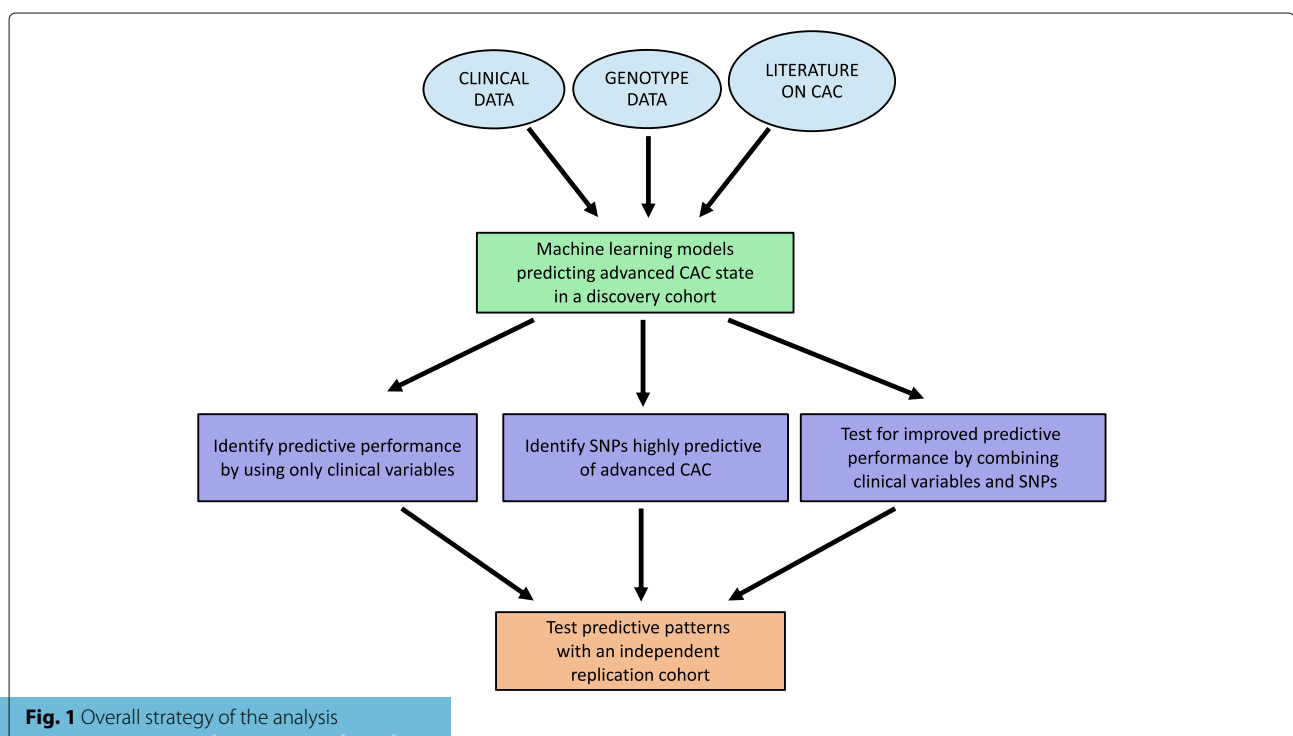 CLINICAL
DATA
GENOTYPE
DATA
LITERATURE
ON CAC
Machine learning models
predicting advanced CAC state
in a discovery cohort
Identify predictive performance
by using only clinical variables
Identify SNPs highly predictive
of advanced CAC
Test for improved predictive
performance by combining
clinical variables and SNPs
Test predictive patterns
with an independent
replication cohort
Fig. 1 Overall strategy of the analysis